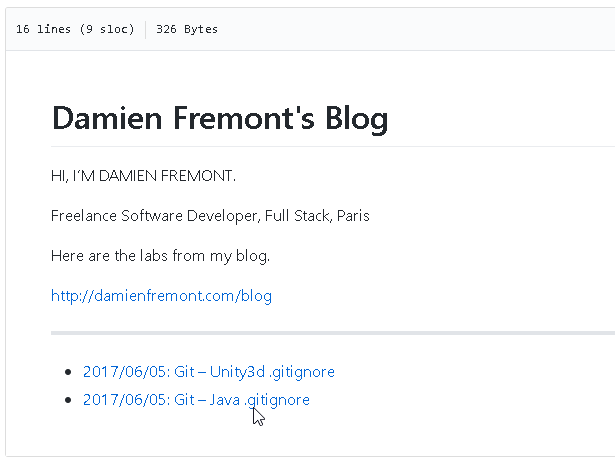 16 lines (9 sloc) 326 Bytes
Damien Fremont's Blog
HI, I´M DAMIEN FREMONT.
Freelance Software Developer, Full Stack, Paris
Here are the labs from my blog.
http://damienfremont.com/blog
2017/06/05: Git – Unity3d .gitignore
2017/06/05: Git – Java .gitignore